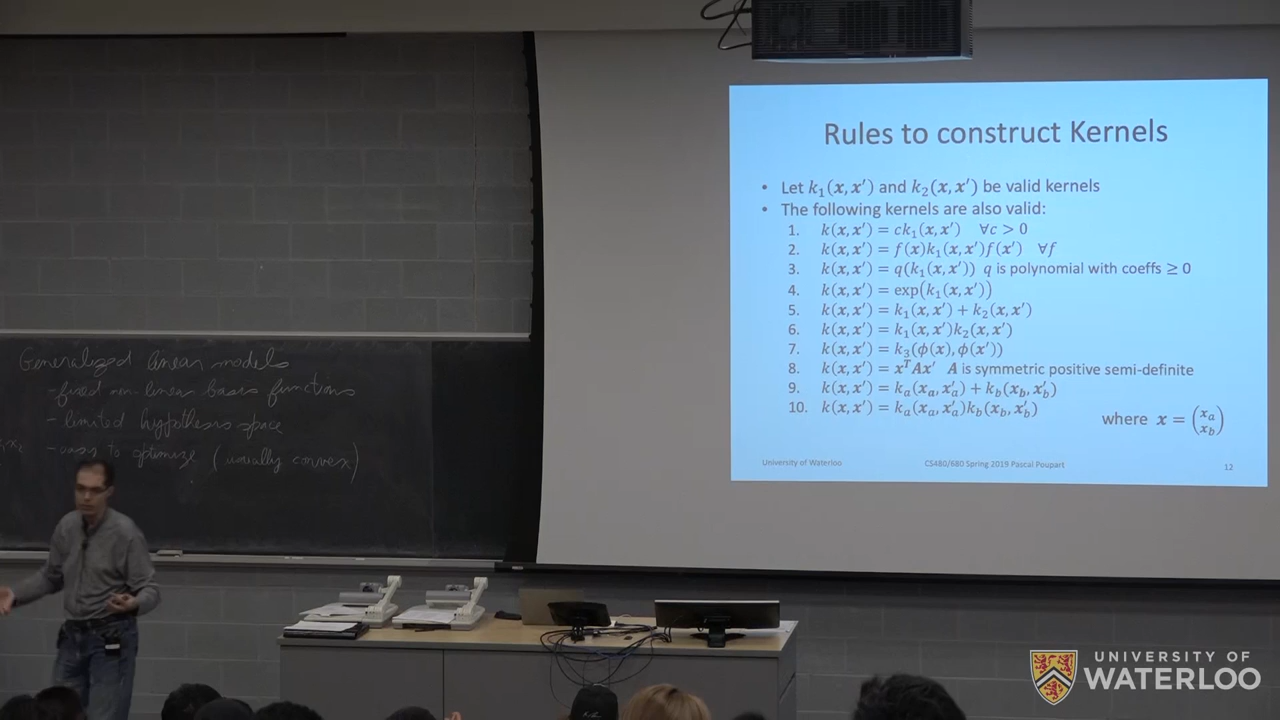 Rules to construct Kernels
• Let k₁(x, x′) and k₂(x, x′) be valid kernels
• The following kernels are also valid:
1. k(x, x′) = ck₁(x, x′) ∀c > 0
2. k(x, x′) = f(x)k₁(x, x′)f(x′) ∀f
3. k(x, x′) = q(k₁(x, x′)) q is polynomial with coeffs ≥ 0
4. k(x, x′) = exp(k₁(x, x′))
5. k(x, x′) = k₁(x, x′) + k₂(x, x′)
6. k(x, x′) = k₁(x, x′)k₂(x, x′)
7. k(x, x′) = k₃(ϕ(x), ϕ(x′))
8. k(x, x′) = xᵀAx′ A is symmetric positive semi-definite
9. k(x, x′) = kₐ(xₐ, x′ₐ) + k_b(x_b, x′_b)
10. k(x, x′) = kₐ(xₐ, x′ₐ)k_b(x_b, x′_b)
where x = (xₐ x_b)
University of Waterloo CS480/680 Spring 2019 Pascal Poupart 12
Generalized linear models
- fixed non-linear basis functions
- limited hypothesis space
- easy to optimize (usually convex)
UNIVERSITY OF
WATERLOO